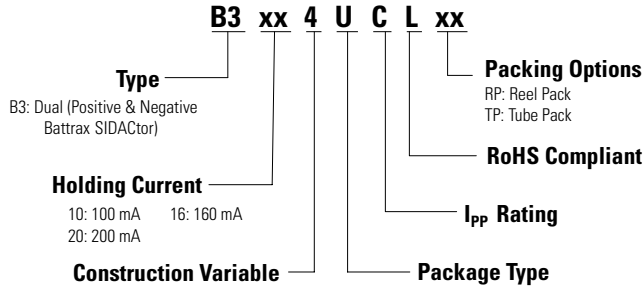 B3 xx 4 U C L xx
Type
B3: Dual (Positive & Negative
Battrax SIDACtor)
Packing Options
RP: Reel Pack
TP: Tube Pack
RoHS Compliant
Holding Current
10: 100 mA 16: 160 mA
20: 200 mA
IPP Rating
Construction Variable
Package Type